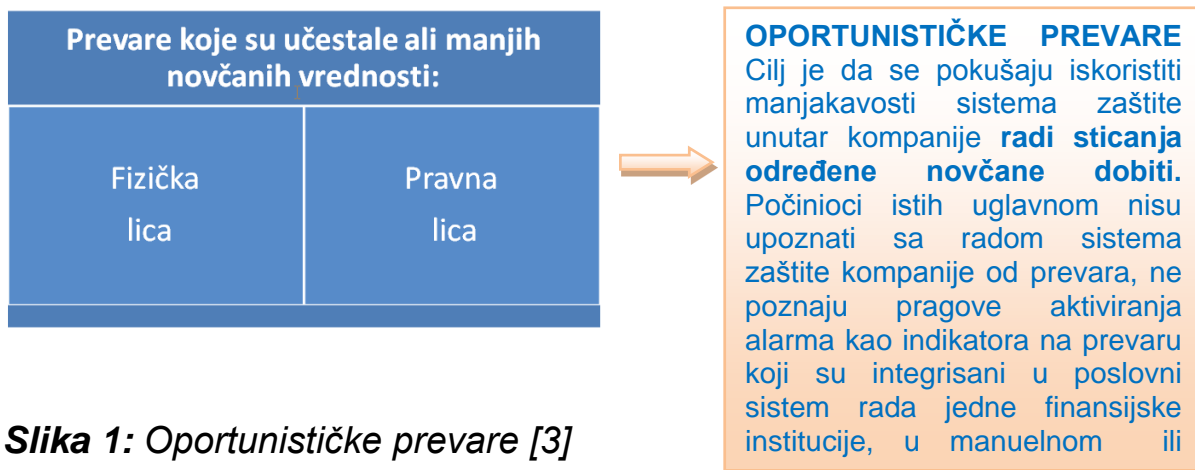 Prevare koje su učestale ali manjih
novčanih vrednosti:
Fizička
lica
Pravna
lica
Slika 1: Oportunističke prevare [3]
OPORTUNISTIČKE PREVARE
Cilj je da se pokušaju iskoristiti
manjakavosti sistema zaštite
unutar kompanije radi sticanja
određene novčane dobiti.
Počinioci istih uglavnom nisu
upoznati sa radom sistema
zaštite kompanije od prevara, ne
poznaju pragove aktiviranja
alarma kao indikatora na prevaru
koji su integrisani u poslovni
sistem rada jedne finansijske
institucije, u manuelnom ili